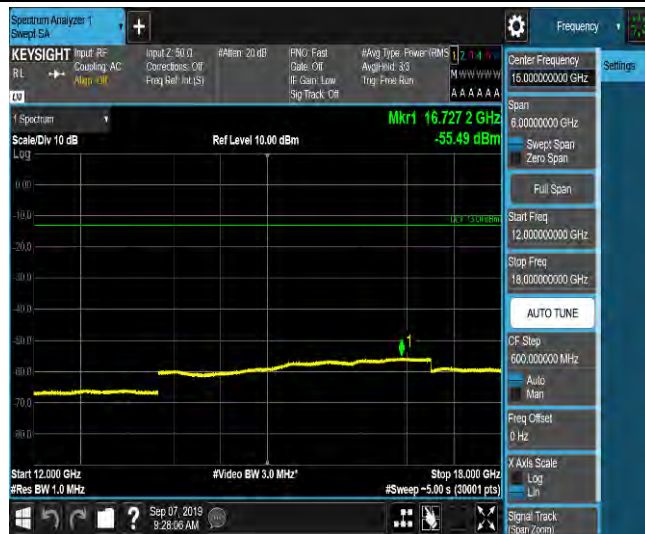 Spectrum Analyzer 1
Swept SA
Frequency
KEYSIGHT
RL
Input: RF
Coupling: AC
Align: Off
Input Z: 50 Ω
Corrections: Off
Freq Ref: Int (S)
#Atten: 20 dB
PNO: Fast
Gate: Off
IF Gain: Low
Sig Track: Off
#Avg Type: Power (RMS
Avg|Hold: 3/3
Trig: Free Run
1 2 3 4 5 6
M W W W W W
A A A A A A
1 Spectrum
Scale/Div 10 dB
Log
Ref Level 10.00 dBm
Mkr1 16.727 2 GHz
-55.49 dBm
0.00
-10.0
-20.0
-30.0
-40.0
-50.0
-60.0
-70.0
-80.0
1
Start 12.000 GHz
#Res BW 1.0 MHz
#Video BW 3.0 MHz*
Stop 18.000 GHz
#Sweep ~5.00 s (30001 pts)
Sep 07, 2019
9:28:06 AM
Center Frequency
15.000000000 GHz
Settings
Span
6.00000000 GHz
Swept Span
Zero Span
Full Span
Start Freq
12.000000000 GHz
Stop Freq
18.000000000 GHz
AUTO TUNE
CF Step
600.000000 MHz
Auto
Man
Freq Offset
0 Hz
X Axis Scale
Log
Lin
Signal Track
(Span Zoom)